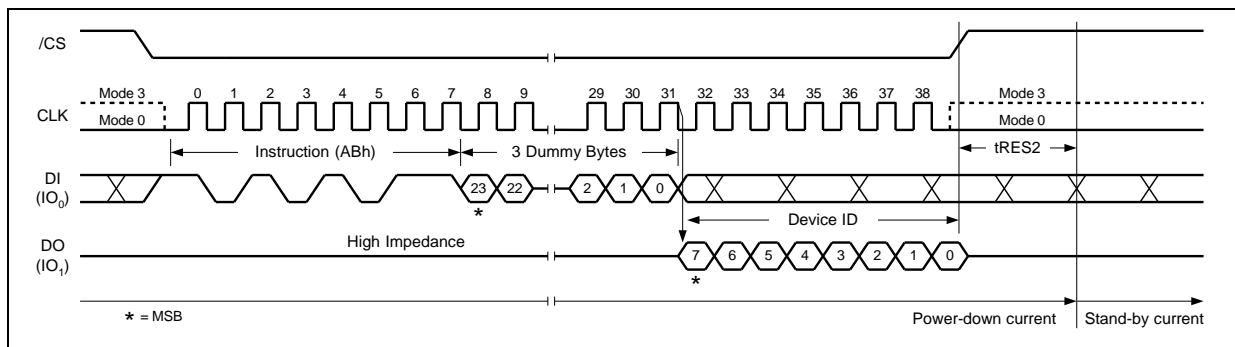 /CS
Mode 3
0 1 2 3 4 5 6 7 8 9 29 30 31 32 33 34 35 36 37 38
Mode 3
CLK
Mode 0
Mode 0
Instruction (ABh)
3 Dummy Bytes
tRES2
DI
(IO0)
23 22 2 1 0
*
Device ID
High Impedance
DO
(IO1)
7 6 5 4 3 2 1 0
*
* = MSB
Power-down current
Stand-by current